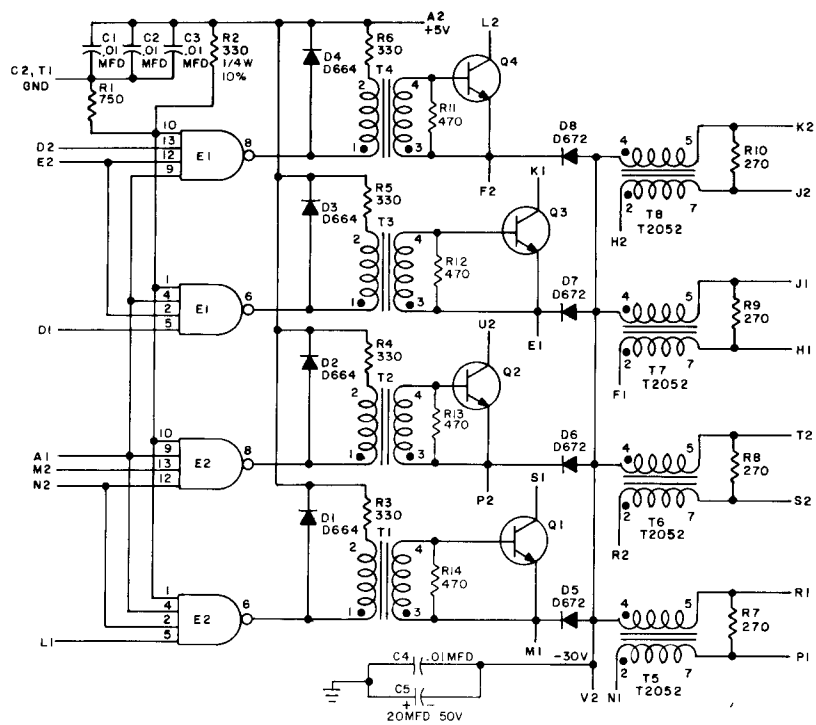 C1 .01 MFD
C2 .01 MFD
C3 .01 MFD
R2 330 1/4W 10%
A2 +5V
L2
R6 330
D4 D664
T4
Q4
C2, T1 GND
R1 750
2
4
R11 470
1
3
D8 D672
4
5
K2
R10 270
10
D2
13
E2
12
9
E1
8
F2
K1
2
7
J2
T8 T2052
H2
R5 330
D3 D664
T3
2
4
Q3
R12 470
1
3
D7 D672
4
5
J1
R9 270
1
4
2
D1
5
E1
6
E1
2
7
H1
T7 T2052
F1
R4 330
D2 D664
T2
U2
2
4
Q2
R13 470
1
3
D6 D672
4
5
T2
R8 270
10
A1
9
M2
13
N2
12
E2
8
P2
S1
2
7
S2
T6 T2052
R2
R3 330
D1 D664
T1
2
4
Q1
R14 470
1
3
D5 D672
4
5
R1
R7 270
1
4
2
L1
5
E2
6
M1
2
7
P1
T5 T2052
C4 .01MFD
-30V
C5
+ -
20MFD 50V
V2
N1